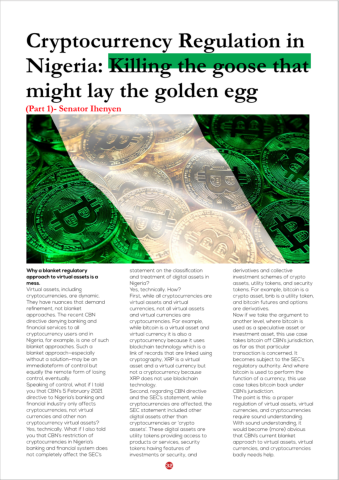 Cryptocurrency Regulation in
Nigeria: Killing the goose that
might lay the golden egg
(Part 1)- Senator Ihenyen
Why a blanket regulatory
approach to virtual assets is a
mess.
Virtual assets, including
cryptocurrencies, are dynamic.
They have nuances that demand
refinement, not blanket
approaches. The recent CBN
directive denying banking and
financial services to all
cryptocurrency users and in
Nigeria, for example, is one of such
blanket approaches. Such a
blanket approach—especially
without a solution—may be an
immediate form of control but
equally the remote form of losing
control, eventually.
Speaking of control, what if I told
you that CBN's 5 February 2021
directive to Nigeria's banking and
financial industry only affects
cryptocurrencies, not virtual
currencies and other non
cryptocurrency virtual assets?
Yes, technically. What if I also told
you that CBN's restriction of
cryptocurrencies in Nigeria's
banking and financial system does
not completely affect the SEC's
statement on the classification
and treatment of digital assets in
Nigeria?
Yes, technically. How?
First, while all cryptocurrencies are
virtual assets and virtual
currencies, not all virtual assets
and virtual currencies are
cryptocurrencies. For example,
while bitcoin is a virtual asset and
virtual currency it is also a
cryptocurrency because it uses
blockchain technology which is a
link of records that are linked using
cryptography, XRP is a virtual
asset and a virtual currency but
not a cryptocurrency because
XRP does not use blockchain
technology.
Second, regarding CBN directive
and the SEC's statement, while
cryptocurrencies are affected, the
SEC statement included other
digital assets other than
cryptocurrencies or 'crypto
assets'. These digital assets are
utility tokens providing access to
products or services, security
tokens having features of
investments or security, and
derivatives and collective
investment schemes of crypto
assets, utility tokens, and security
tokens. For example, bitcoin is a
crypto asset, bnb is a utility token
and bitcoin futures and options
are derivatives.
Now if we take the argument to
another level where bitcoin is
used as a speculative asset or
investment asset, this use case
takes bitcoin off CBN's jurisdiction,
as far as that particular
transaction is concerned. It
becomes subject to the SEC's
regulatory authority. And where
bitcoin is used to perform the
function of a currency, this use
case takes bitcoin back under
CBN's jurisdiction.
The point is this: a proper
regulation of virtual assets, virtual
currencies, and cryptocurrencies
require sound understanding.
With sound understanding, it
would become (more) obvious
that CBN's current blanket
approach to virtual assets, virtual
currencies, and cryptocurrencies
badly needs help.